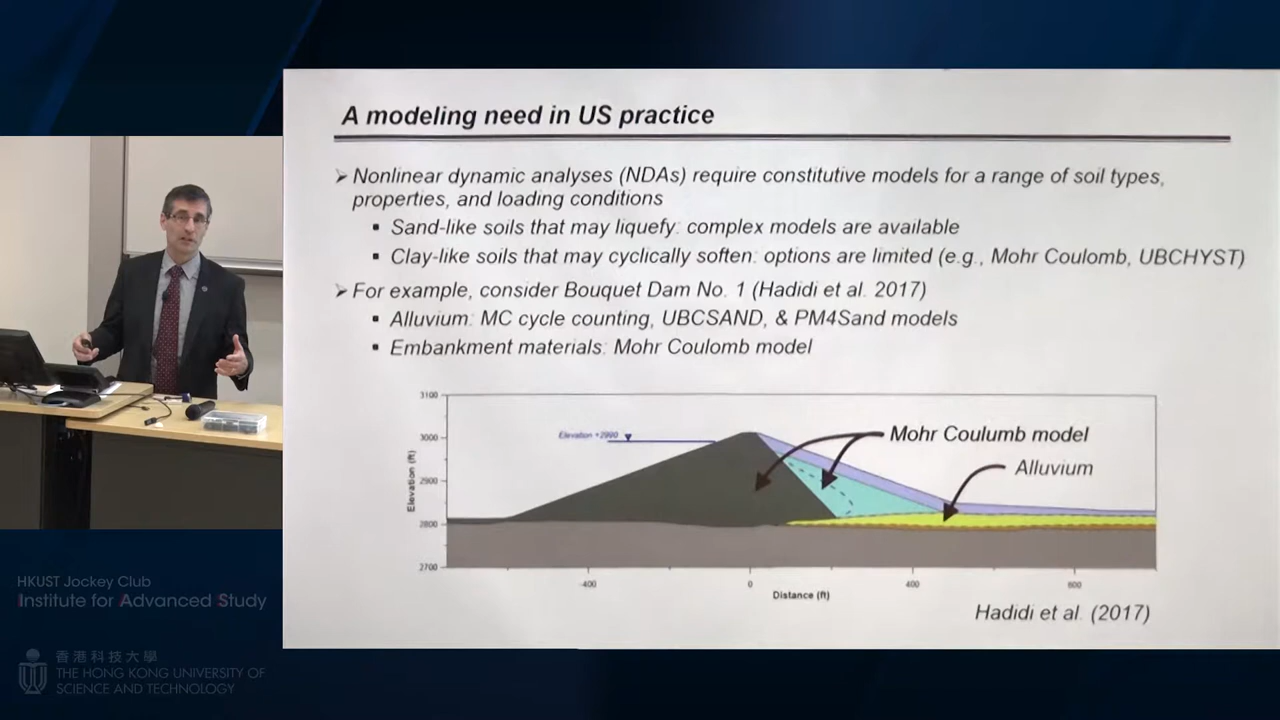 A modeling need in US practice
➢ Nonlinear dynamic analyses (NDAs) require constitutive models for a range of soil types,
properties, and loading conditions
▪ Sand-like soils that may liquefy: complex models are available
▪ Clay-like soils that may cyclically soften: options are limited (e.g., Mohr Coulomb, UBCHYST)
➢ For example, consider Bouquet Dam No. 1 (Hadidi et al. 2017)
▪ Alluvium: MC cycle counting, UBCSAND, & PM4Sand models
▪ Embankment materials: Mohr Coulomb model
3100
3000
2900
2800
2700
Elevation (ft)
Elevation +2990
Mohr Coulumb model
Alluvium
-400
0
400
800
Distance (ft)
Hadidi et al. (2017)
HKUST Jockey Club
Institute for Advanced Study
香港科技大學
THE HONG KONG UNIVERSITY OF
SCIENCE AND TECHNOLOGY